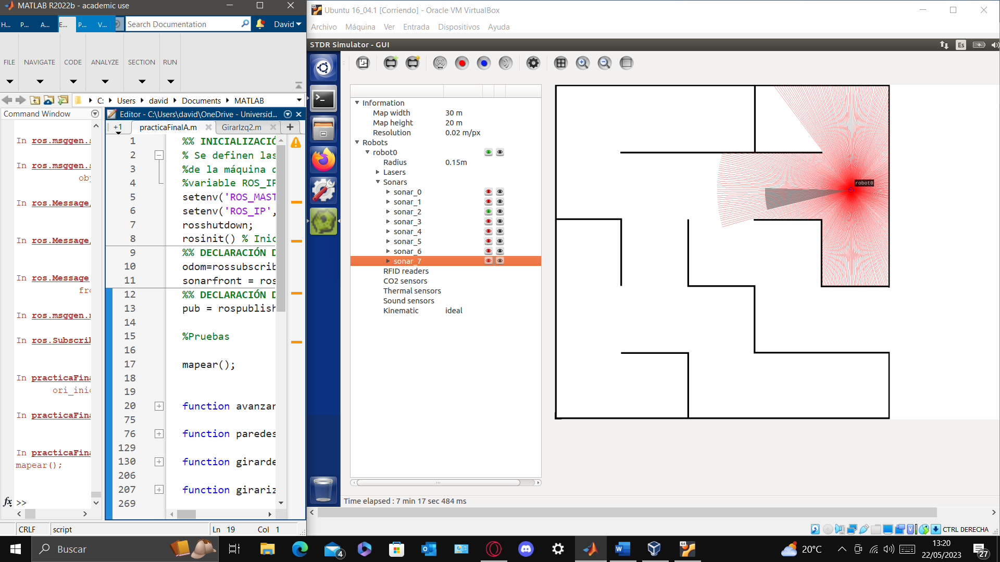 MATLAB R2022b - academic use
H... P... A... E... P... V...
Search Documentation
David
FILE NAVIGATE CODE ANALYZE SECTION RUN
C: Users david Documents MATLAB
Command Window
In ros.msggen.
In ros.msggen.
ob
In ros.Message
In ros.Message
In ros.Message
fr
In ros.msggen.
In ros.Subscri
In practicaFina
ori_ini
In practicaFina
In practicaFina
mapear();
fx >>
Editor - C:\Users\david\OneDrive - Universid...
+1 practicaFinalA.m GirarIzq2.m +
1 %% INICIALIZACIÓ
2 % Se definen las
3 %de la máquina
4 %variable ROS_IP
5 setenv('ROS_MAST
6 setenv('ROS_IP',
7 rosshutdown;
8 rosinit() % Inic
9 %% DECLARACIÓN D
10 odom=rossubscrib
11 sonarfront = ros
12 %% DECLARACIÓN D
13 pub = rospublish
14
15 %Pruebas
16
17 mapear();
18
19
20 function avanzar
75
76 function paredes
129
130 function girarde
206
207 function girariz
269
CRLF script Ln 19 Col 1
Ubuntu 16_04.1 [Corriendo] - Oracle VM VirtualBox
Archivo Máquina Ver Entrada Dispositivos Ayuda
STDR Simulator - GUI
Es
Information
Map width 30 m
Map height 20 m
Resolution 0.02 m/px
Robots
robot0
Radius 0.15m
Lasers
Sonars
sonar_0
sonar_1
sonar_2
sonar_3
sonar_4
sonar_5
sonar_6
sonar_7
RFID readers
CO2 sensors
Thermal sensors
Sound sensors
Kinematic ideal
robot0
Time elapsed : 7 min 17 sec 484 ms
CTRL DERECHA
Buscar
4
20°C
13:20
22/05/2023
27